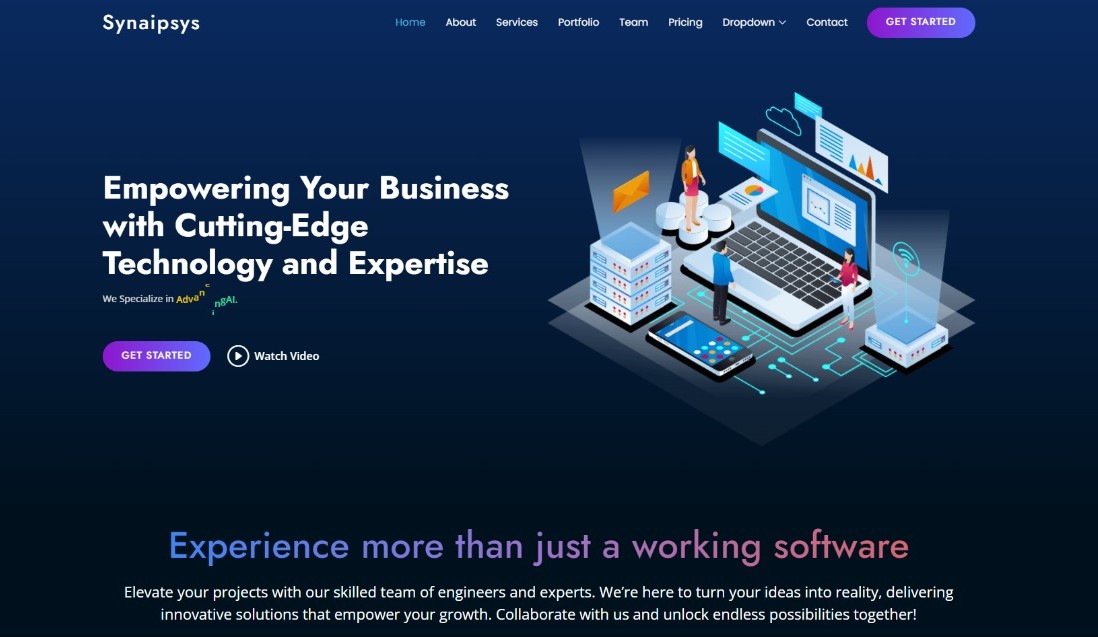 Synaipsys
Home About Services Portfolio Team Pricing Dropdown Contact GET STARTED
Empowering Your Business
with Cutting-Edge
Technology and Expertise
We Specialize in AdvancingAI.
GET STARTED Watch Video
Experience more than just a working software
Elevate your projects with our skilled team of engineers and experts. We’re here to turn your ideas into reality, delivering
innovative solutions that empower your growth. Collaborate with us and unlock endless possibilities together!